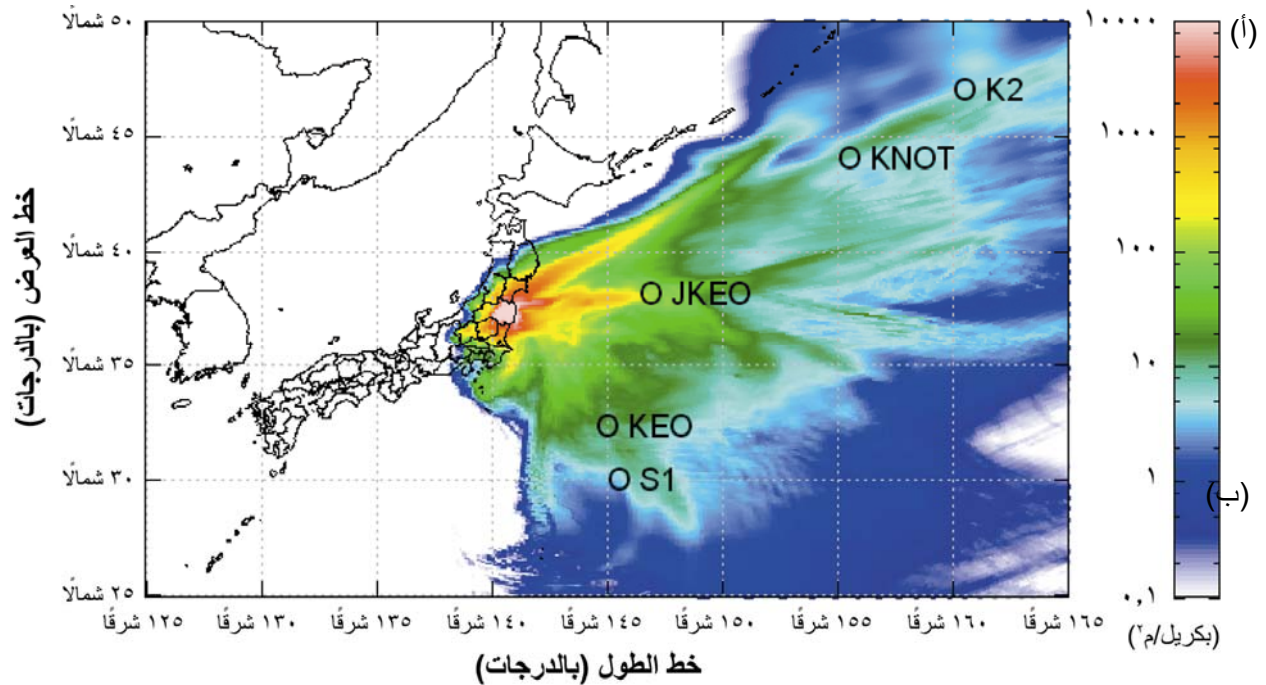 ٥٠ شمالًا
٤٥ شمالًا
٤٠ شمالًا
٣٥ شمالًا
٣٠ شمالًا
٢٥ شمالًا
خط العرض (بالدرجات)
١٢٥ شرقًا
١٣٠ شرقًا
١٣٥ شرقًا
١٤٠ شرقًا
١٤٥ شرقًا
١٥٠ شرقًا
١٥٥ شرقًا
١٦٠ شرقًا
١٦٥ شرقًا
خط الطول (بالدرجات)
O K2
O KNOT
O JKEO
O KEO
O S1
(أ)
(ب)
١٠٠٠٠
١٠٠٠
١٠٠
١٠
١
٠,١
(بكريل/م٢)